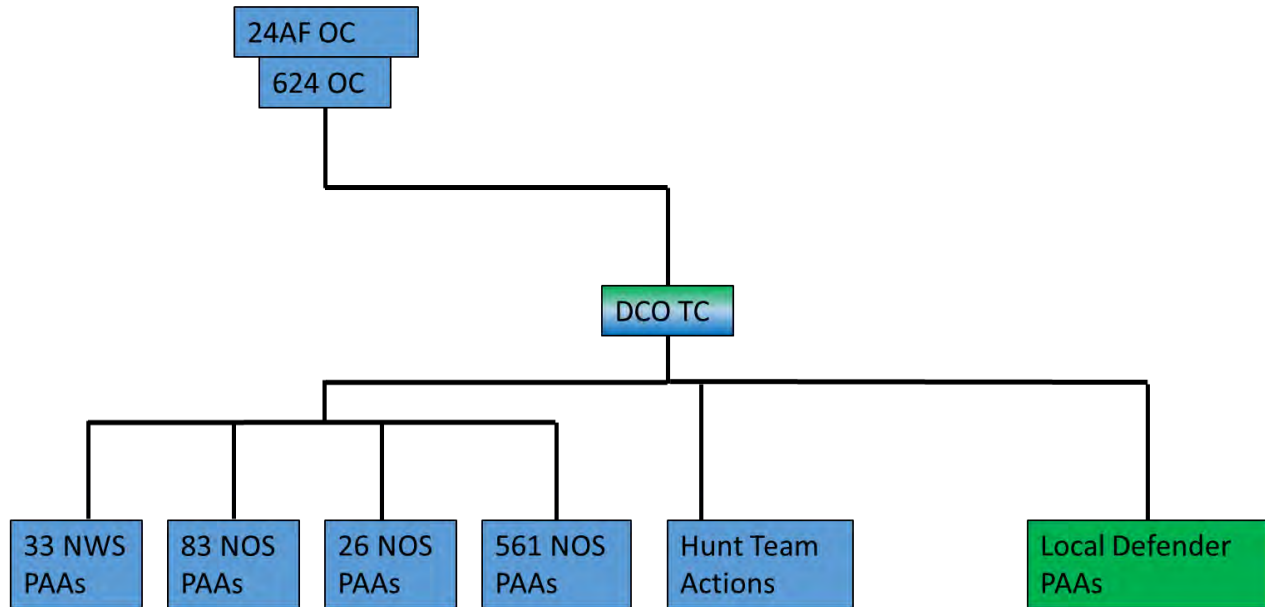 24AF OC
624 OC
DCO TC
33 NWS
PAAs
83 NOS
PAAs
26 NOS
PAAs
561 NOS
PAAs
Hunt Team
Actions
Local Defender
PAAs